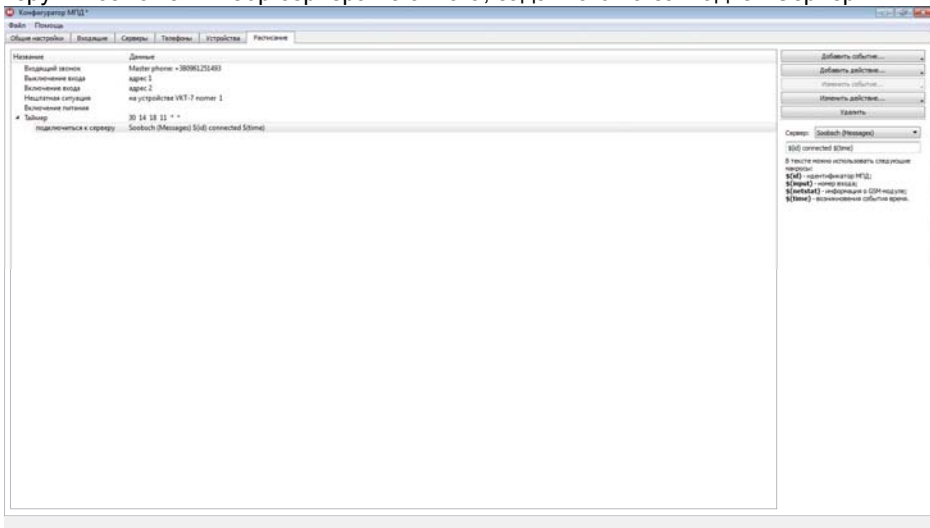 Конфигуратор МПД*
Файл Помощь
Общие настройки Входящие Серверы Телефоны Устройства Расписание
Название Данные
Входящий звонок Master phone: +380961251493
Выключение входа адрес 1
Включение входа адрес 2
Нештатная ситуация на устройстве VKT-7 nomer 1
Включение питания
Таймер 30 14 18 11 * *
подключиться к серверу Soobsch (Messages) $(id) connected $(time)
Добавить событие...
Добавить действие...
Изменить событие...
Изменить действие...
Удалить
Сервер: Soobsch (Messages)
$(id) connected $(time)
В тексте можно использовать следующие
макросы:
$(id) - идентификатор МПД;
$(input) - номер входа;
$(netstat) - информация о GSM-модуле;
$(time) - возникновения события время.